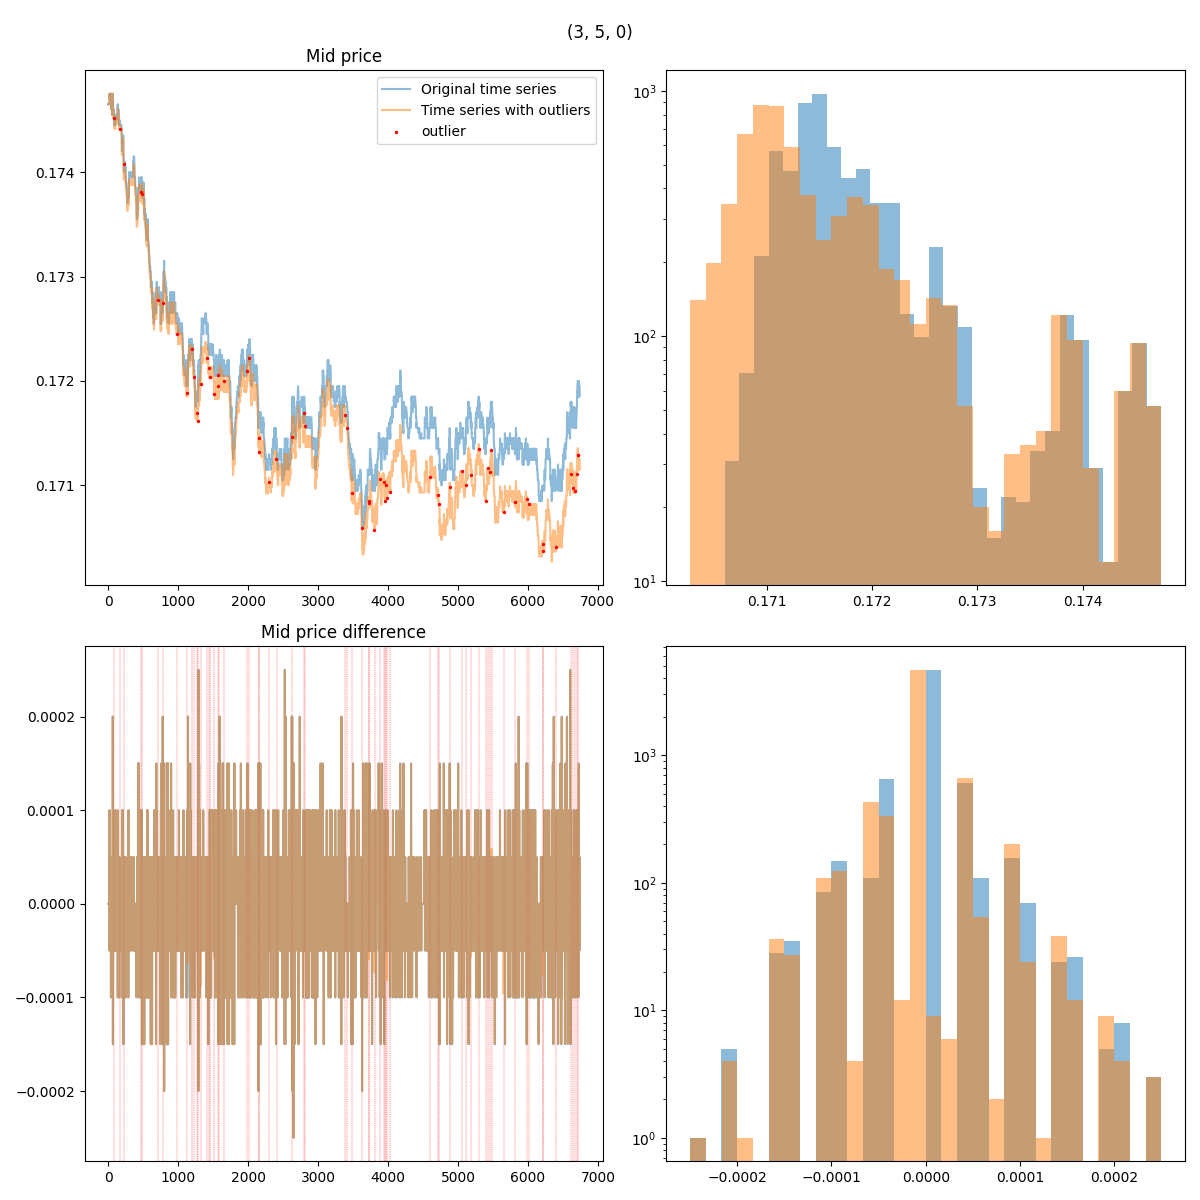 (3, 5, 0)
Mid price
Original time series
Time series with outliers
outlier
0.174
0.173
0.172
0.171
0 1000 2000 3000 4000 5000 6000 7000
10³
10²
10¹
0.171 0.172 0.173 0.174
Mid price difference
0.0002
0.0001
0.0000
−0.0001
−0.0002
0 1000 2000 3000 4000 5000 6000 7000
10³
10²
10¹
10⁰
−0.0002 −0.0001 0.0000 0.0001 0.0002